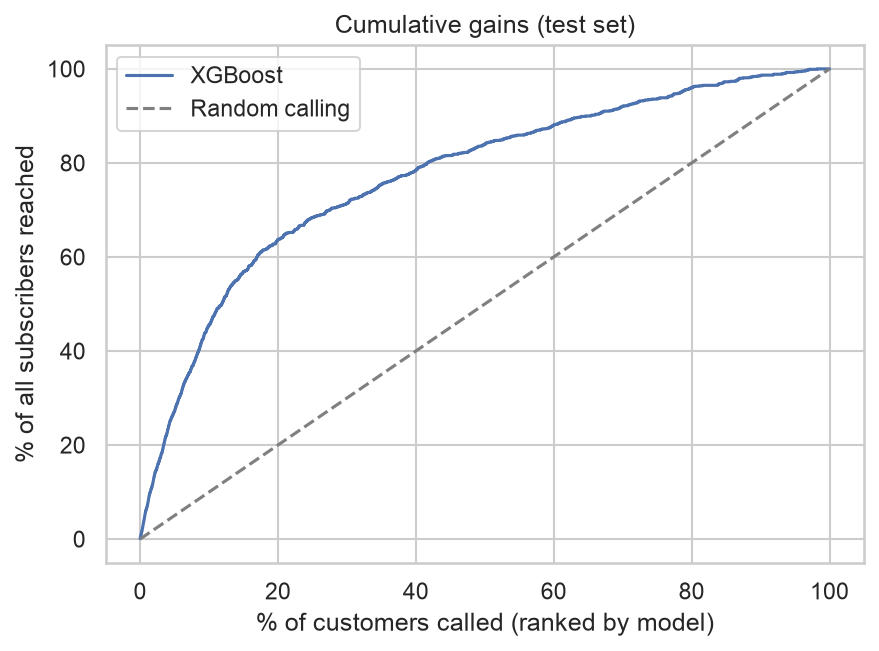 Cumulative gains (test set)
XGBoost
Random calling
% of all subscribers reached
100
80
60
40
20
0
0 20 40 60 80 100
% of customers called (ranked by model)